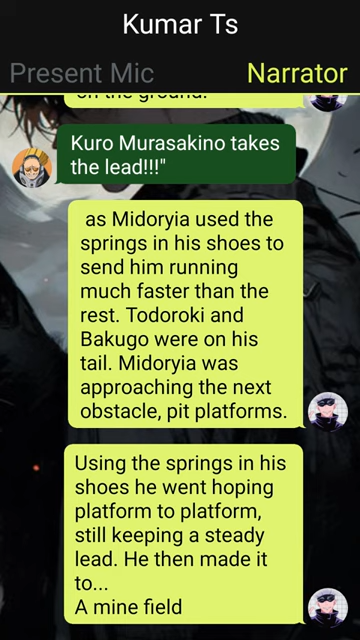 Kumar Ts
Present Mic
Narrator
on the ground.
Kuro Murasakino takes
the lead!!!"
as Midoryia used the
springs in his shoes to
send him running
much faster than the
rest. Todoroki and
Bakugo were on his
tail. Midoryia was
approaching the next
obstacle, pit platforms.
Using the springs in his
shoes he went hoping
platform to platform,
still keeping a steady
lead. He then made it
to...
A mine field